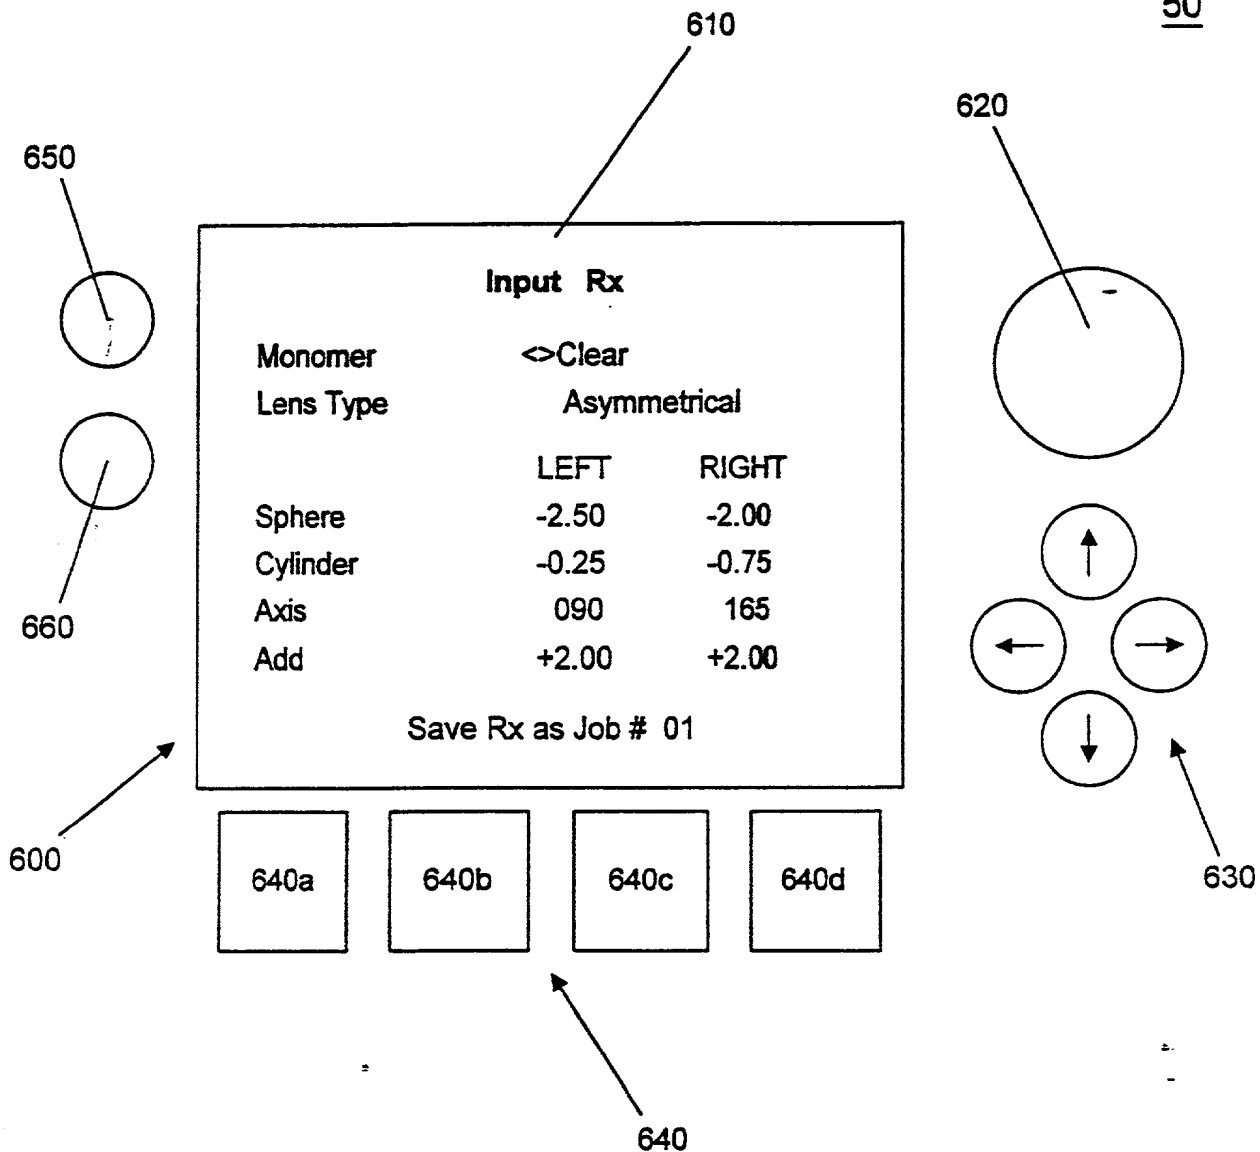 50
610
620
650
Input Rx
Monomer <>Clear
Lens Type Asymmetrical
LEFT RIGHT
Sphere -2.50 -2.00
Cylinder -0.25 -0.75
Axis 090 165
Add +2.00 +2.00
Save Rx as Job # 01
660
600
630
640a 640b 640c 640d
640